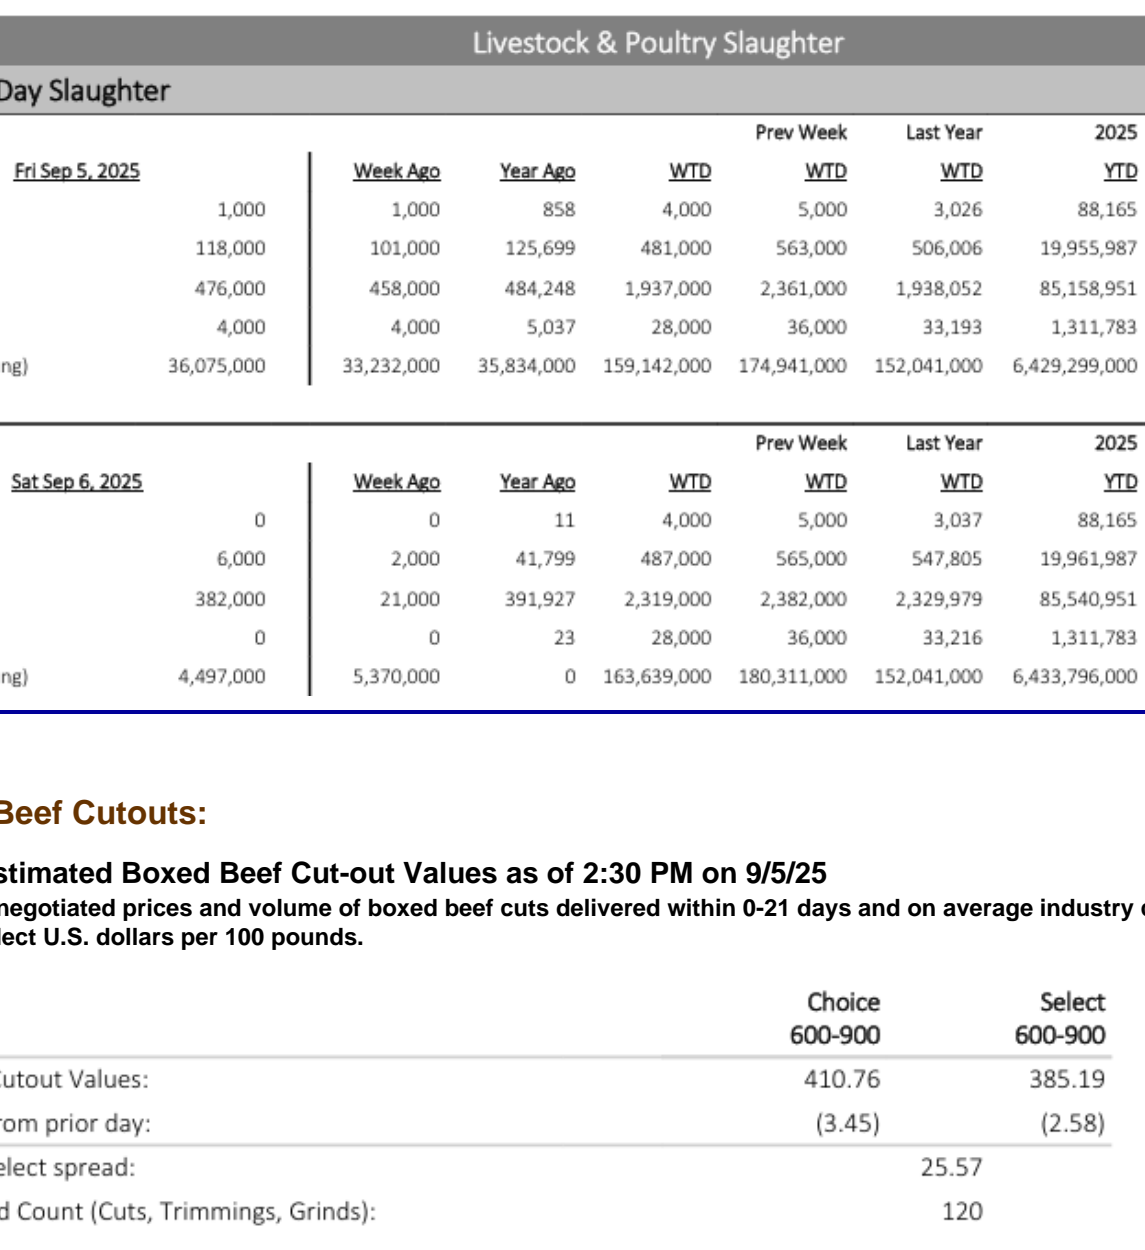 Livestock & Poultry Slaughter
Day Slaughter
Prev Week Last Year 2025
Fri Sep 5, 2025 Week Ago Year Ago WTD WTD WTD YTD
1,000 1,000 858 4,000 5,000 3,026 88,165
118,000 101,000 125,699 481,000 563,000 506,006 19,955,987
476,000 458,000 484,248 1,937,000 2,361,000 1,938,052 85,158,951
4,000 4,000 5,037 28,000 36,000 33,193 1,311,783
ng) 36,075,000 33,232,000 35,834,000 159,142,000 174,941,000 152,041,000 6,429,299,000
Prev Week Last Year 2025
Sat Sep 6, 2025 Week Ago Year Ago WTD WTD WTD YTD
0 0 11 4,000 5,000 3,037 88,165
6,000 2,000 41,799 487,000 565,000 547,805 19,961,987
382,000 21,000 391,927 2,319,000 2,382,000 2,329,979 85,540,951
0 0 23 28,000 36,000 33,216 1,311,783
ng) 4,497,000 5,370,000 0 163,639,000 180,311,000 152,041,000 6,433,796,000
Beef Cutouts:
stimated Boxed Beef Cut-out Values as of 2:30 PM on 9/5/25
negotiated prices and volume of boxed beef cuts delivered within 0-21 days and on average industry
lect U.S. dollars per 100 pounds.
Choice Select
600-900 600-900
Cutout Values: 410.76 385.19
rom prior day: (3.45) (2.58)
elect spread: 25.57
d Count (Cuts, Trimmings, Grinds): 120